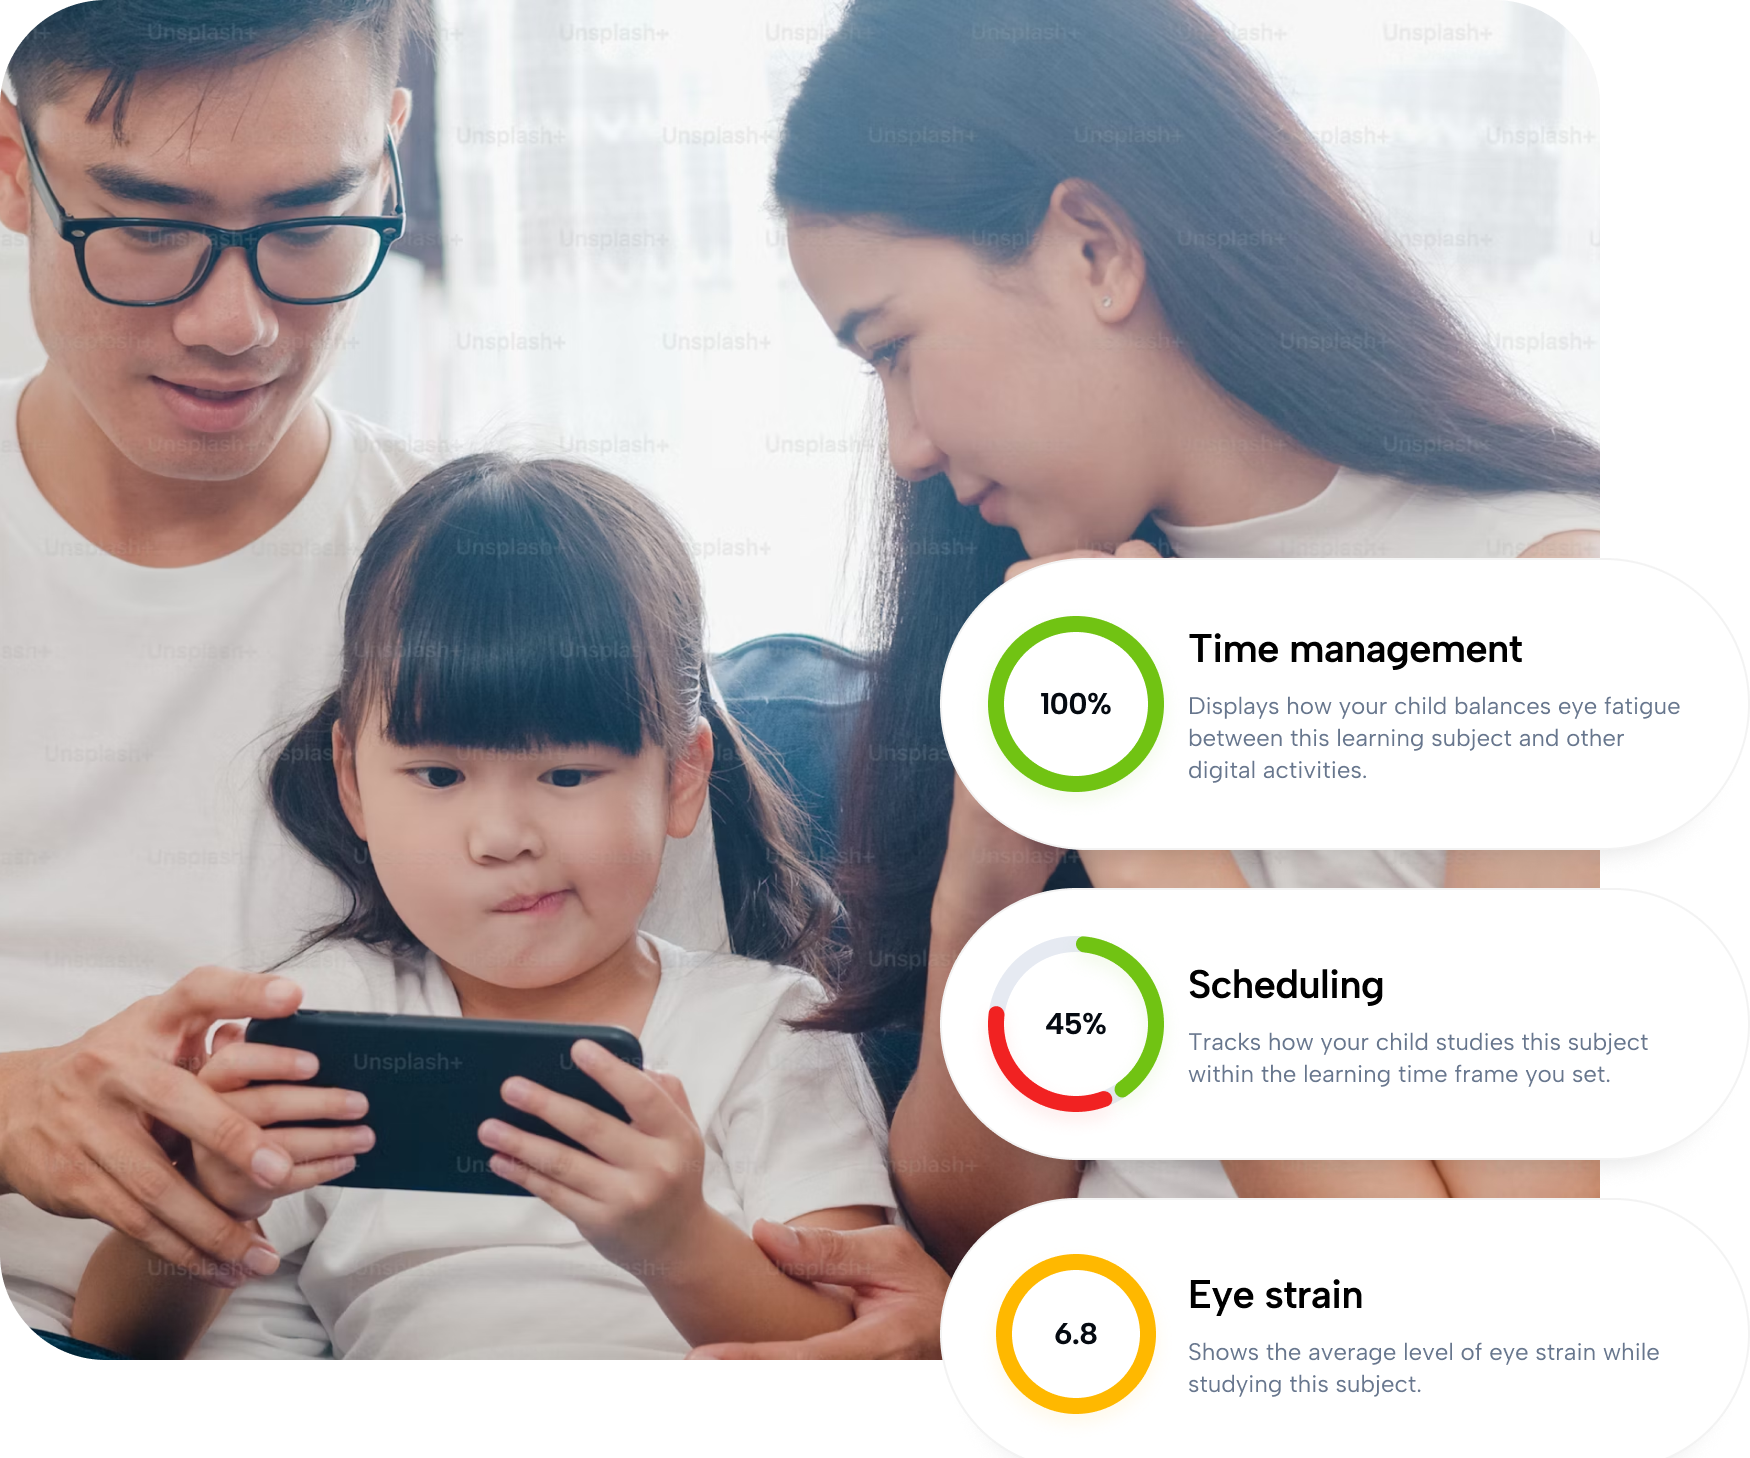 100%
Time management
Displays how your child balances eye fatigue
between this learning subject and other
digital activities.
45%
Scheduling
Tracks how your child studies this subject
within the learning time frame you set.
6.8
Eye strain
Shows the average level of eye strain while
studying this subject.
Unsplash+